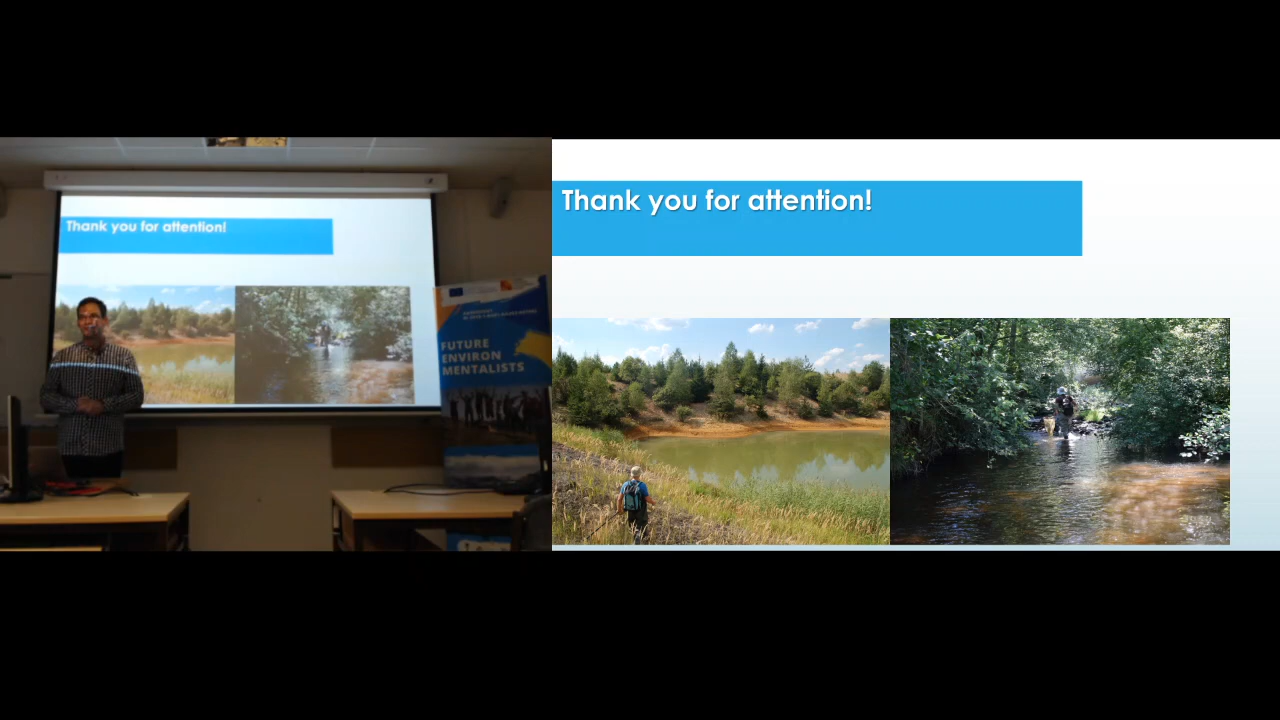 Thank you for attention!
FUTURE
ENVIRON
MENTALISTS
Thank you for attention!